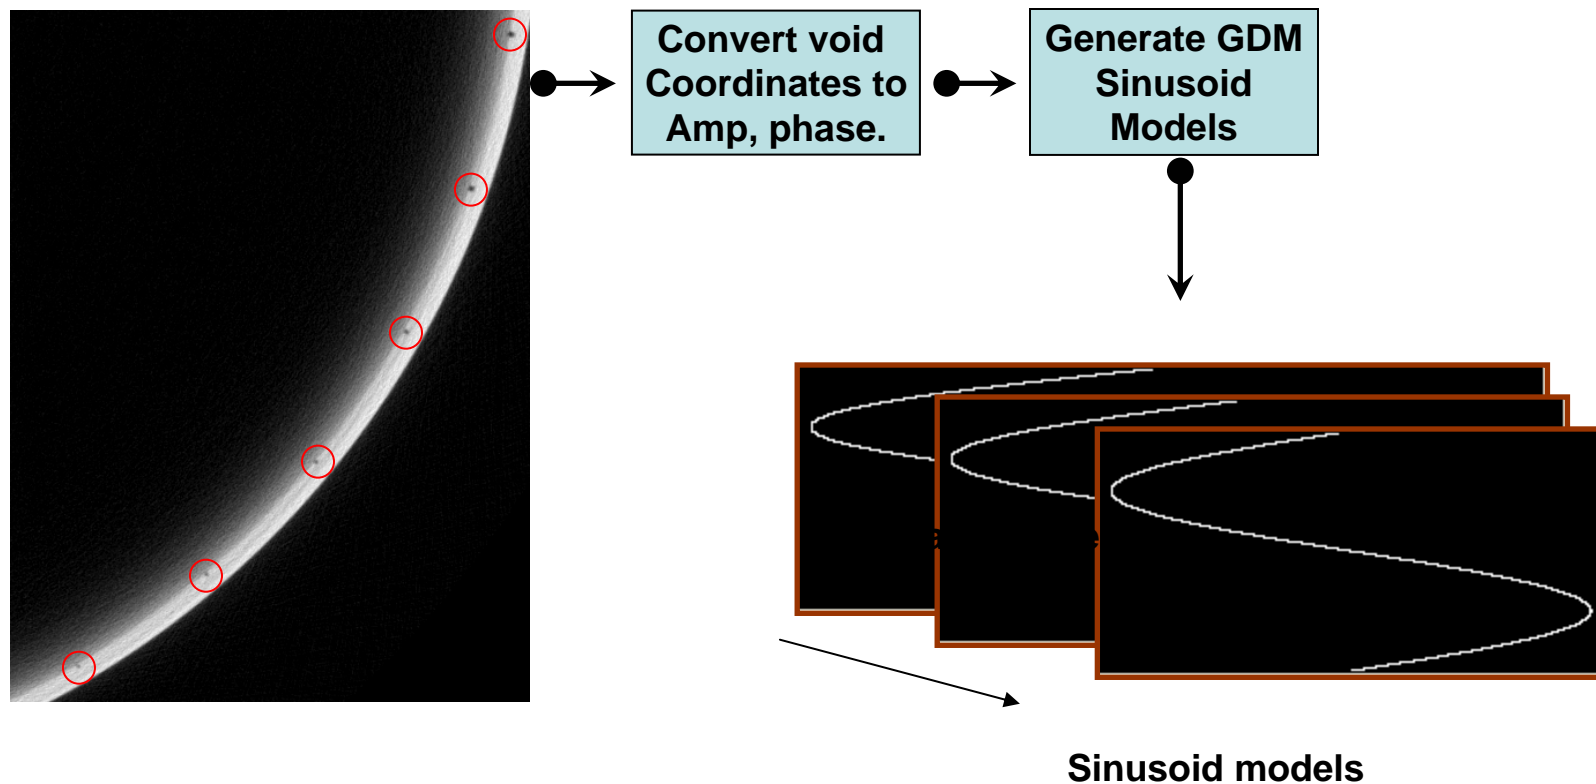 Convert void
Coordinates to
Amp, phase.
Generate GDM
Sinusoid
Models
Sinusoid models